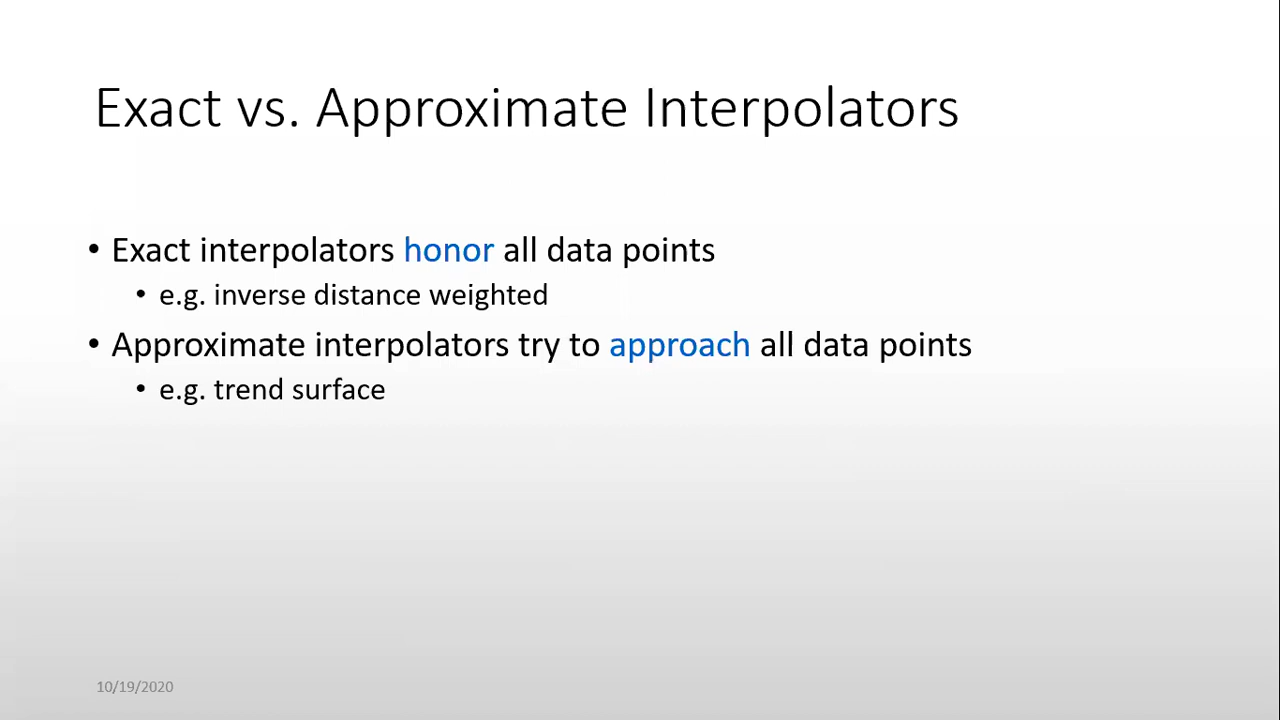 Exact vs. Approximate Interpolators
• Exact interpolators honor all data points
• e.g. inverse distance weighted
• Approximate interpolators try to approach all data points
• e.g. trend surface
10/19/2020